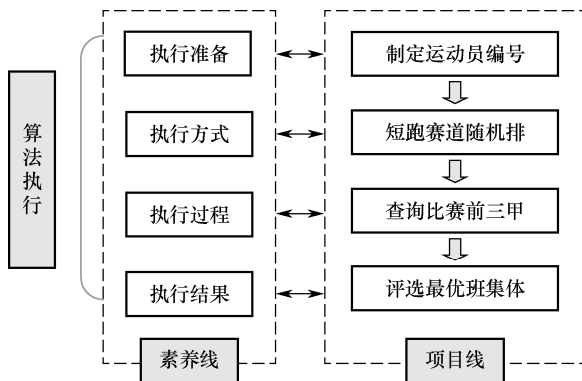 算法执行
执行准备
执行方式
执行过程
执行结果
素养线
制定运动员编号
短跑赛道随机排
查询比赛前三甲
评选最优班集体
项目线